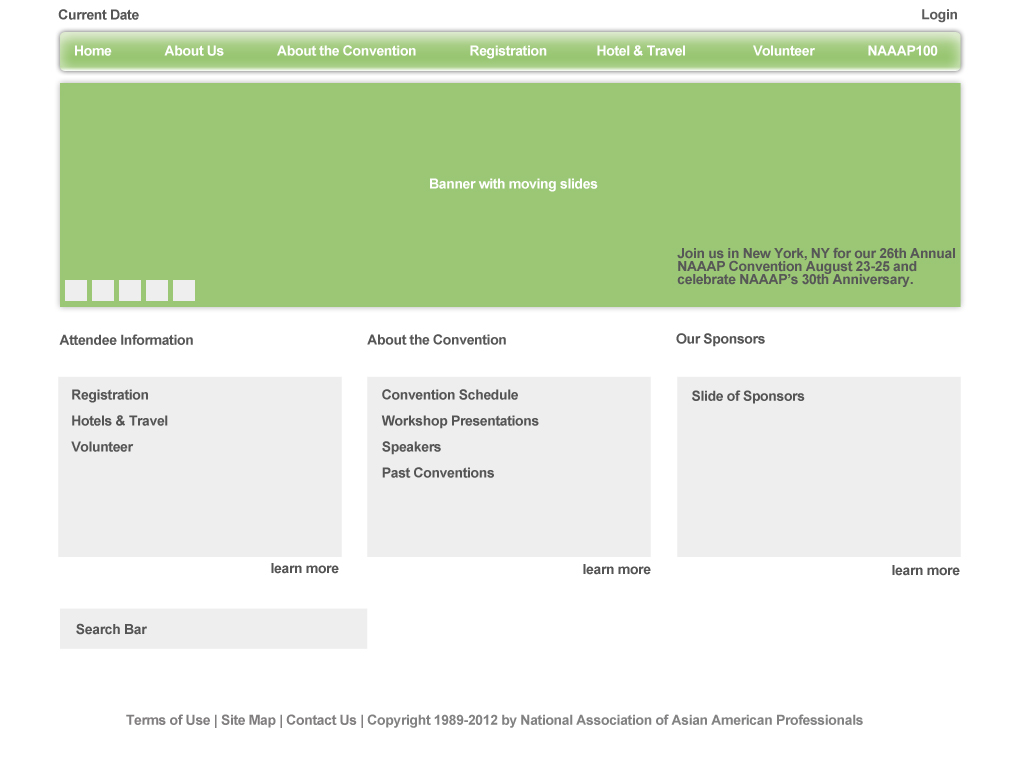 Current Date
Login
Home
About Us
About the Convention
Registration
Hotel & Travel
Volunteer
NAAAP100
Banner with moving slides
Join us in New York, NY for our 26th Annual
NAAAP Convention August 23-25 and
celebrate NAAAP's 30th Anniversary.
Attendee Information
Registration
Hotels & Travel
Volunteer
learn more
About the Convention
Convention Schedule
Workshop Presentations
Speakers
Past Conventions
learn more
Our Sponsors
Slide of Sponsors
learn more
Search Bar
Terms of Use | Site Map | Contact Us | Copyright 1989-2012 by National Association of Asian American Professionals